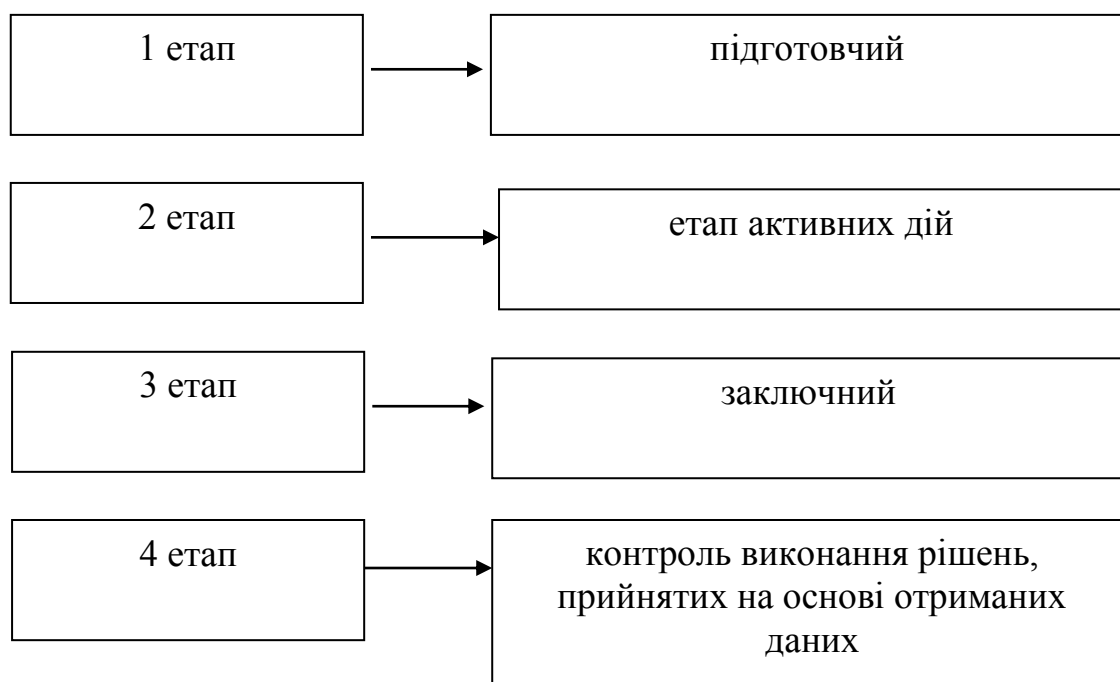 1 етап
підготовчий
2 етап
етап активних дій
3 етап
заключний
4 етап
контроль виконання рішень,
прийнятих на основі отриманих
даних